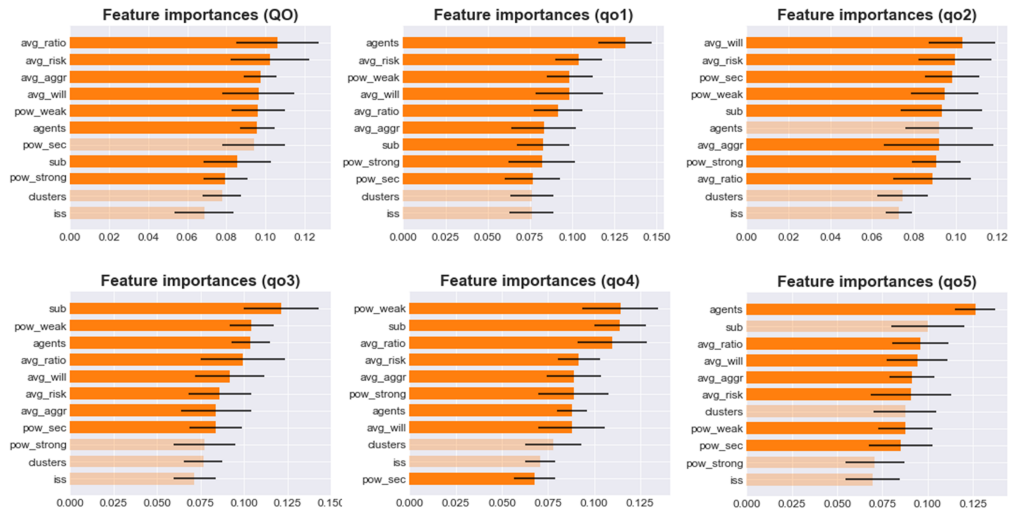 Feature importances (QO)
avg_ratio
avg_risk
avg_aggr
avg_will
pow_weak
agents
pow_sec
sub
pow_strong
clusters
iss
0.00 0.02 0.04 0.06 0.08 0.10 0.12
Feature importances (qo1)
agents
avg_risk
pow_weak
avg_will
avg_ratio
avg_aggr
sub
pow_strong
pow_sec
clusters
iss
0.000 0.025 0.050 0.075 0.100 0.125 0.150
Feature importances (qo2)
avg_will
avg_risk
pow_sec
pow_weak
sub
agents
avg_aggr
pow_strong
avg_ratio
clusters
iss
0.00 0.02 0.04 0.06 0.08 0.10 0.12
Feature importances (qo3)
sub
pow_weak
agents
avg_ratio
avg_will
avg_risk
avg_aggr
pow_sec
pow_strong
clusters
iss
0.000 0.025 0.050 0.075 0.100 0.125 0.150
Feature importances (qo4)
pow_weak
sub
avg_ratio
avg_risk
avg_aggr
pow_strong
agents
avg_will
clusters
iss
pow_sec
0.000 0.025 0.050 0.075 0.100 0.125
Feature importances (qo5)
agents
sub
avg_ratio
avg_will
avg_aggr
avg_risk
clusters
pow_weak
pow_sec
pow_strong
iss
0.000 0.025 0.050 0.075 0.100 0.125